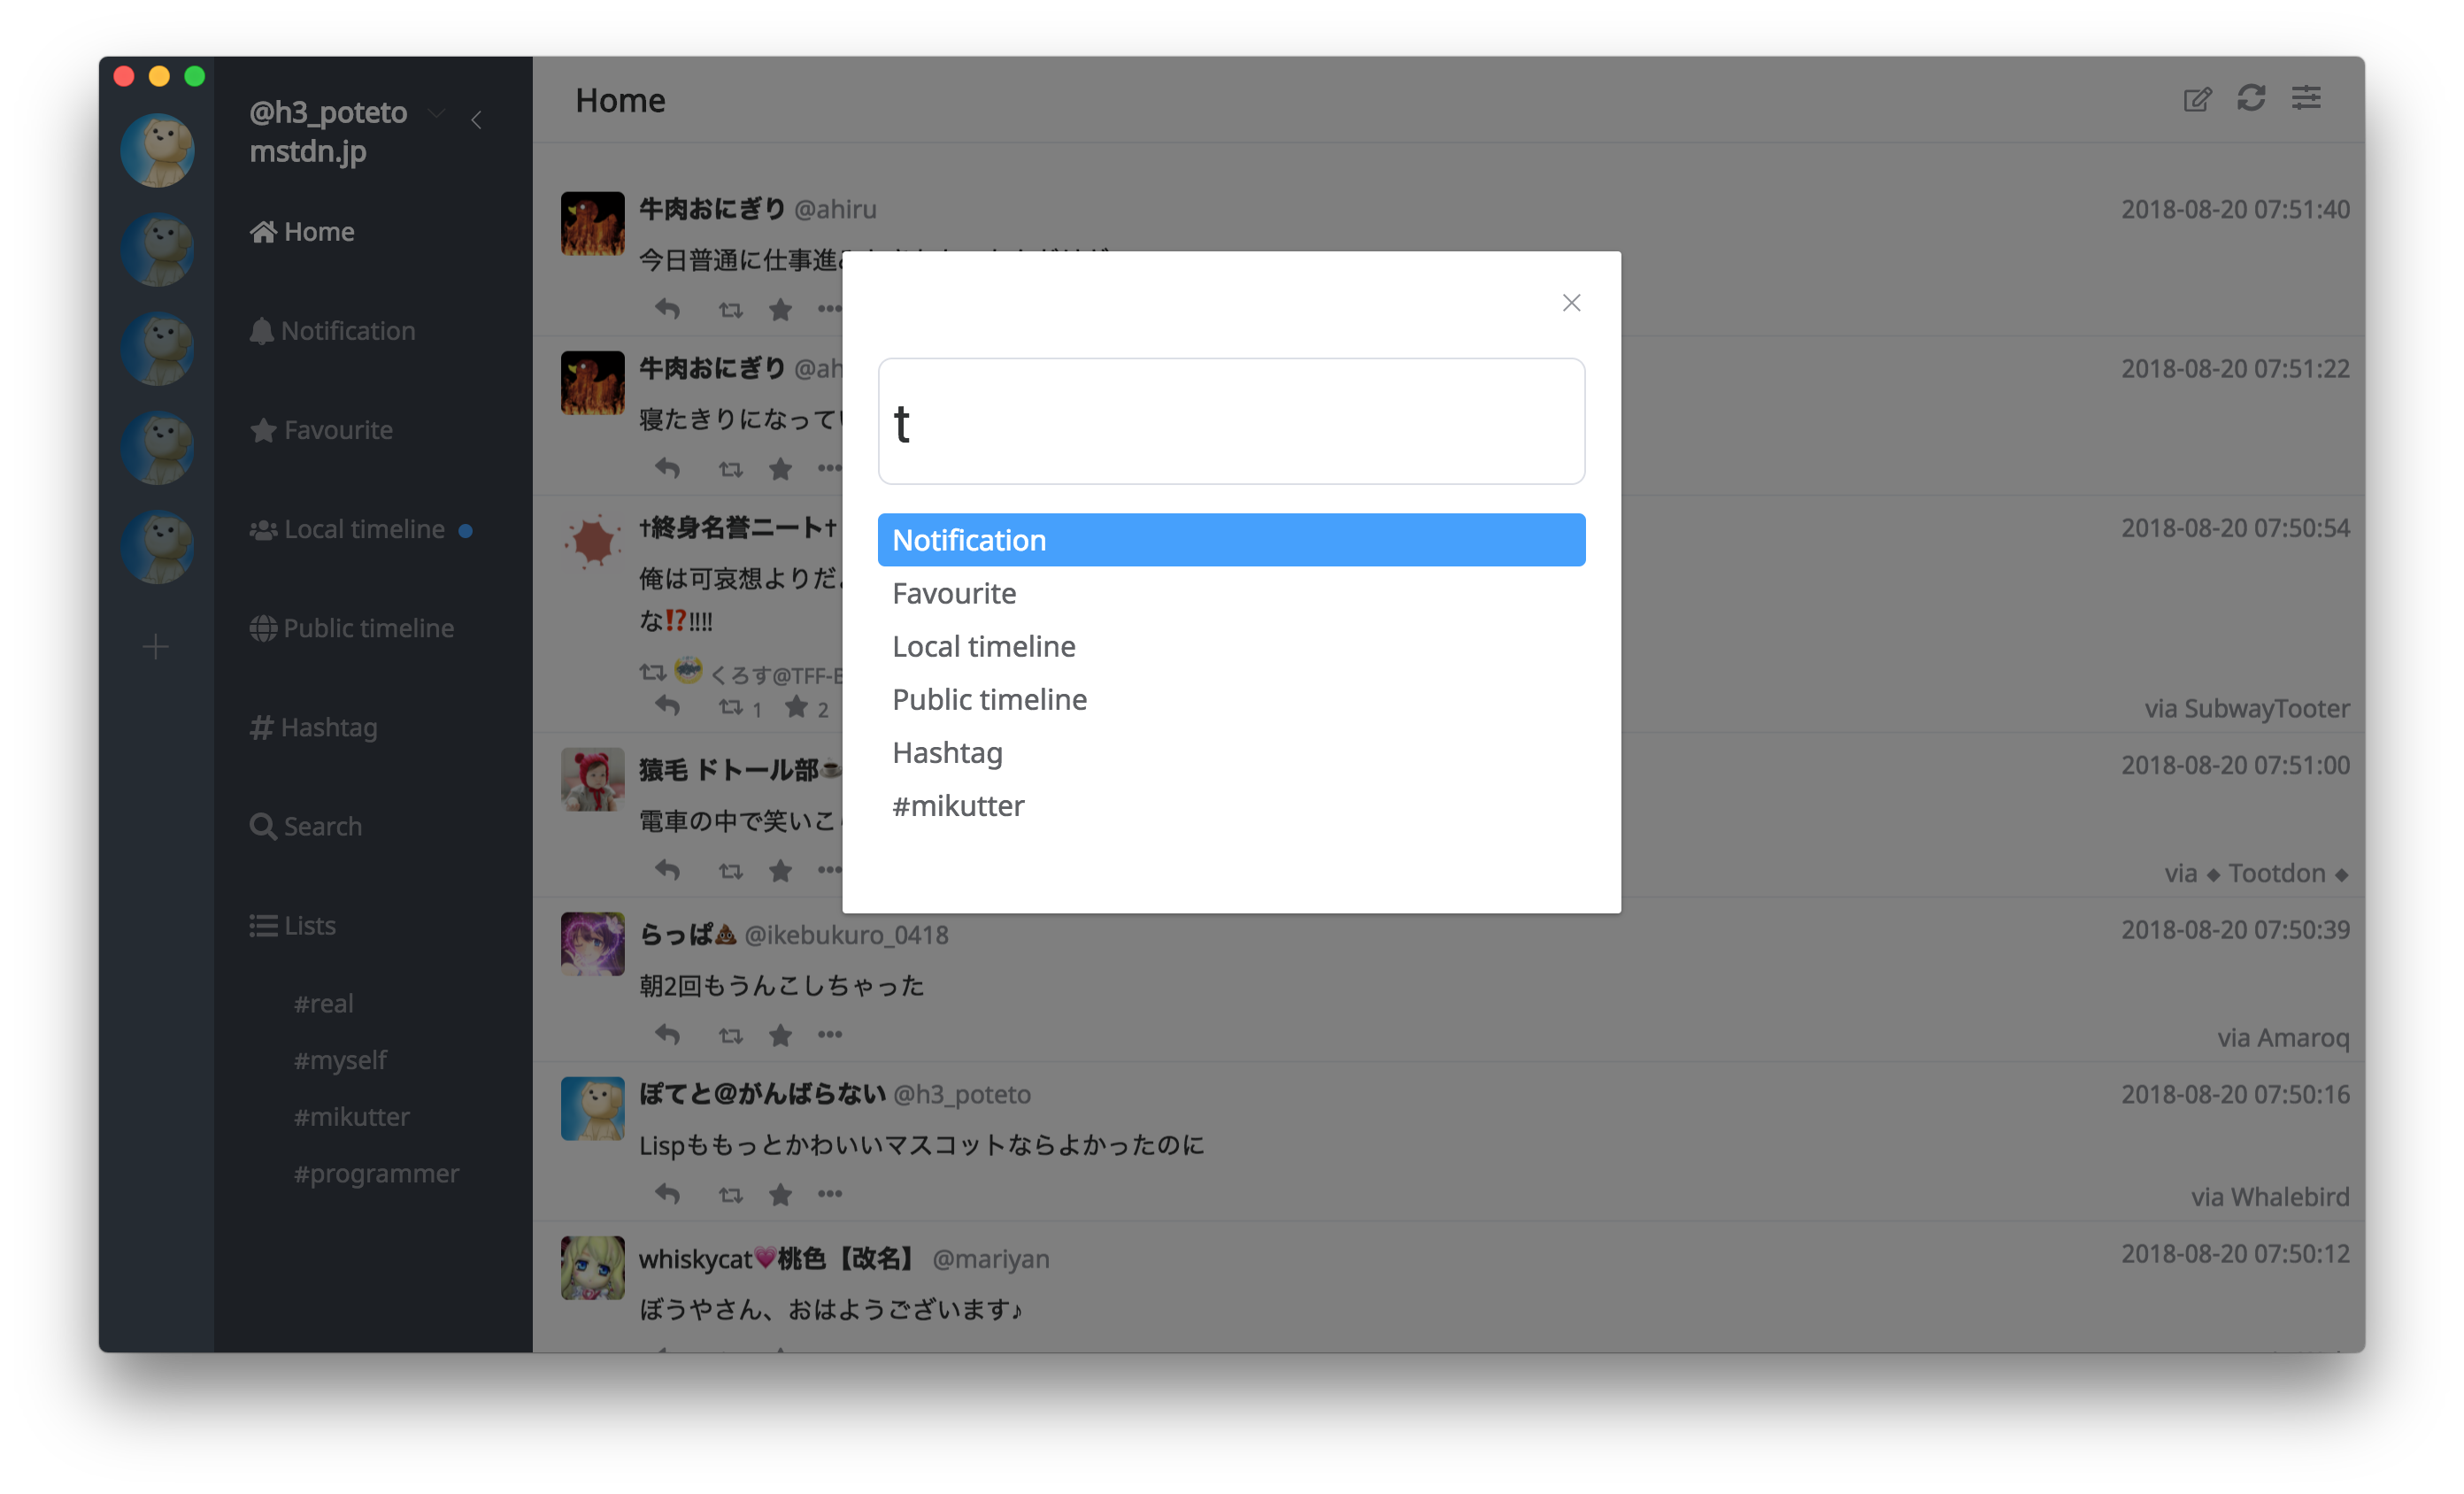 @h3_poteto
mstdn.jp
Home
Notification
Favourite
Local timeline
Public timeline
Hashtag
Search
Lists
#real
#myself
#mikutter
#programmer
Home
牛肉おにぎり @ahiru 2018-08-20 07:51:40
今日普通に仕事進
牛肉おにぎり @ah 2018-08-20 07:51:22
寝たきりになってい
†終身名誉ニート† 2018-08-20 07:50:54
俺は可哀想よりだ
な⁉️!!!!
くろす@TFF-E
1 2 via SubwayTooter
猿毛 ドトール部☕ 2018-08-20 07:51:00
電車の中で笑いこ
via ◆ Tootdon ◆
らっぱ💩 @ikebukuro_0418 2018-08-20 07:50:39
朝2回もうんこしちゃった
via Amaroq
ぽてと@がんばらない @h3_poteto 2018-08-20 07:50:16
Lispももっとかわいいマスコットならよかったのに
via Whalebird
whiskycat💗桃色【改名】 @mariyan 2018-08-20 07:50:12
ぼうやさん、おはようございます♪
t
Notification
Favourite
Local timeline
Public timeline
Hashtag
#mikutter